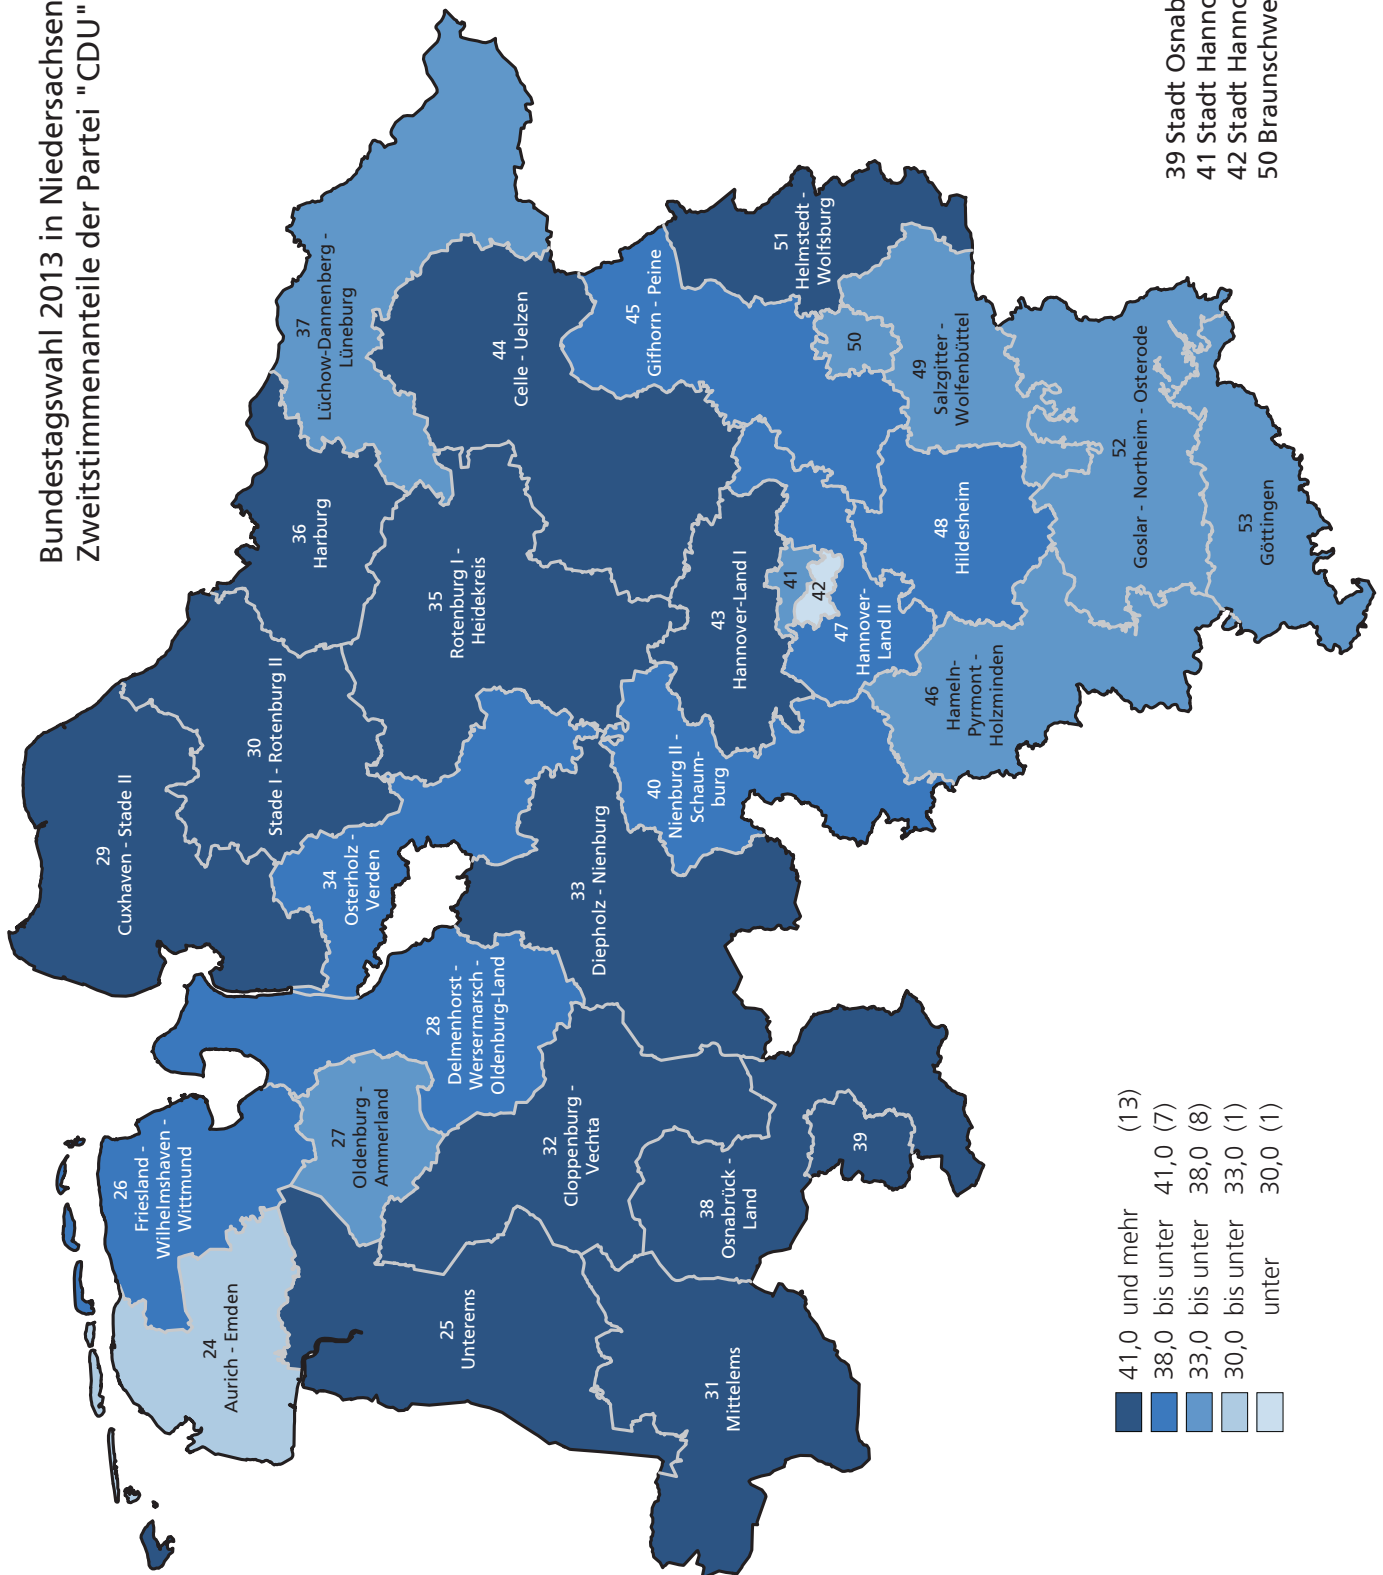 Bundestagswahl 2013 in Niedersachsen
Zweitstimmenanteile der Partei "CDU"
24
Aurich - Emden
25
Unterems
26
Friesland -
Wilhelmshaven -
Wittmund
27
Oldenburg -
Ammerland
28
Delmenhorst -
Wersermarsch -
Oldenburg-Land
29
Cuxhaven - Stade II
30
Stade I - Rotenburg II
31
Mittelems
32
Cloppenburg -
Vechta
33
Diepholz - Nienburg
34
Osterholz -
Verden
35
Rotenburg I -
Heidekreis
36
Harburg
37
Lüchow-Dannenberg -
Lüneburg
38
Osnabrück -
Land
39
40
Nienburg II -
Schaum-
burg
41
42
43
Hannover-Land I
44
Celle - Uelzen
45
Gifhorn - Peine
46
Hameln-
Pyrmont -
Holzminden
47
Hannover-
Land II
48
Hildesheim
49
Salzgitter -
Wolfenbüttel
50
51
Helmstedt -
Wolfsburg
52
Goslar - Northeim - Osterode
53
Göttingen
41,0 und mehr (13)
38,0 bis unter 41,0 (7)
33,0 bis unter 38,0 (8)
30,0 bis unter 33,0 (1)
unter 30,0 (1)
39 Stadt Osnab
41 Stadt Hanno
42 Stadt Hanno
50 Braunschwe